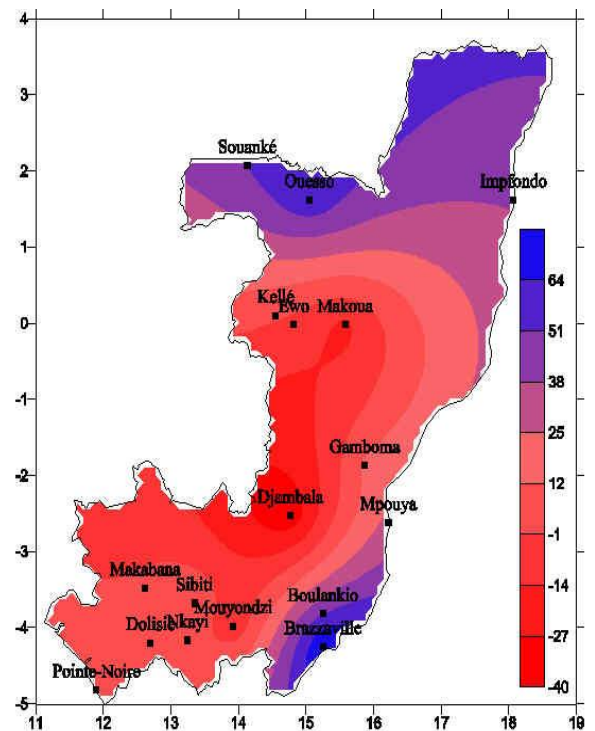 4
3
Souanké
2
Ouesso
Impfondo
1
64
Kellé
Ewo Makoua
51
0
38
-1
25
Gamboma
12
-2
Djambala
Mpouya
-1
-3
Makabana
Sibiti
Boulankio
-14
Mouyondzi
-4
Dolisie
Nkayi
Brazzaville
-27
Pointe-Noire
-40
-5
11 12 13 14 15 16 17 18 19